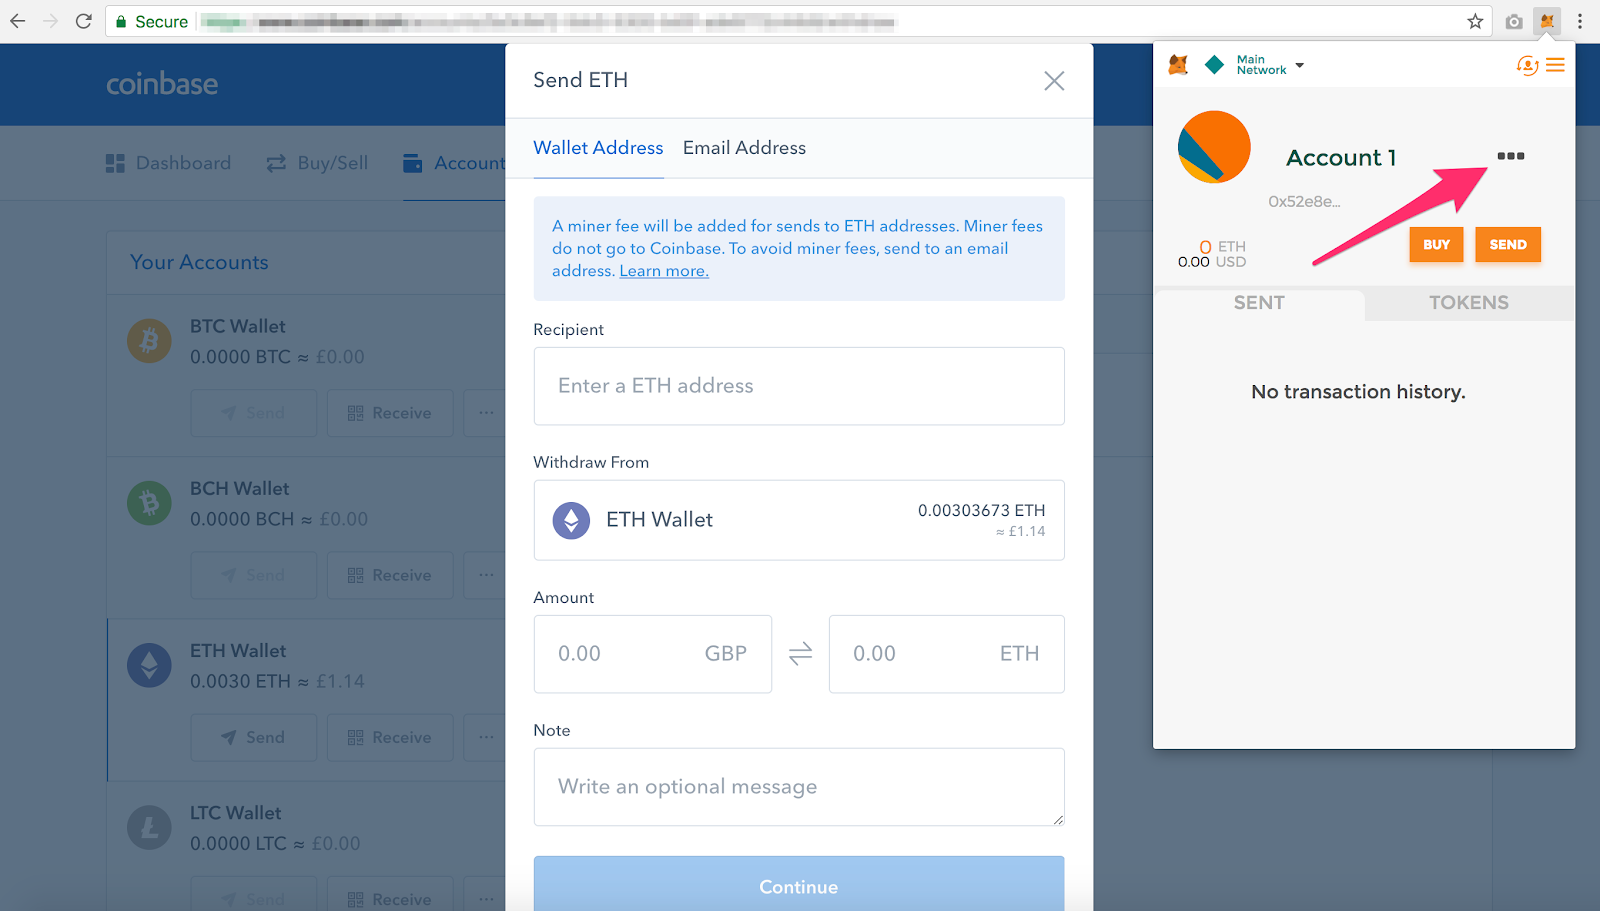 Secure
coinbase
Dashboard
Buy/Sell
Account
Your Accounts
BTC Wallet
0.0000 BTC ≈ £0.00
Send
Receive
BCH Wallet
0.0000 BCH ≈ £0.00
Send
Receive
ETH Wallet
0.0030 ETH ≈ £1.14
Send
Receive
LTC Wallet
0.0000 LTC ≈ £0.00
Send
Receive
Send ETH
Wallet Address
Email Address
A miner fee will be added for sends to ETH addresses. Miner fees
do not go to Coinbase. To avoid miner fees, send to an email
address. Learn more.
Recipient
Enter a ETH address
Withdraw From
ETH Wallet
0.00303673 ETH
≈ £1.14
Amount
0.00 GBP
0.00 ETH
Note
Write an optional message
Continue
Main
Network
Account 1
0x52e8e...
0 ETH
0.00 USD
BUY
SEND
SENT
TOKENS
No transaction history.